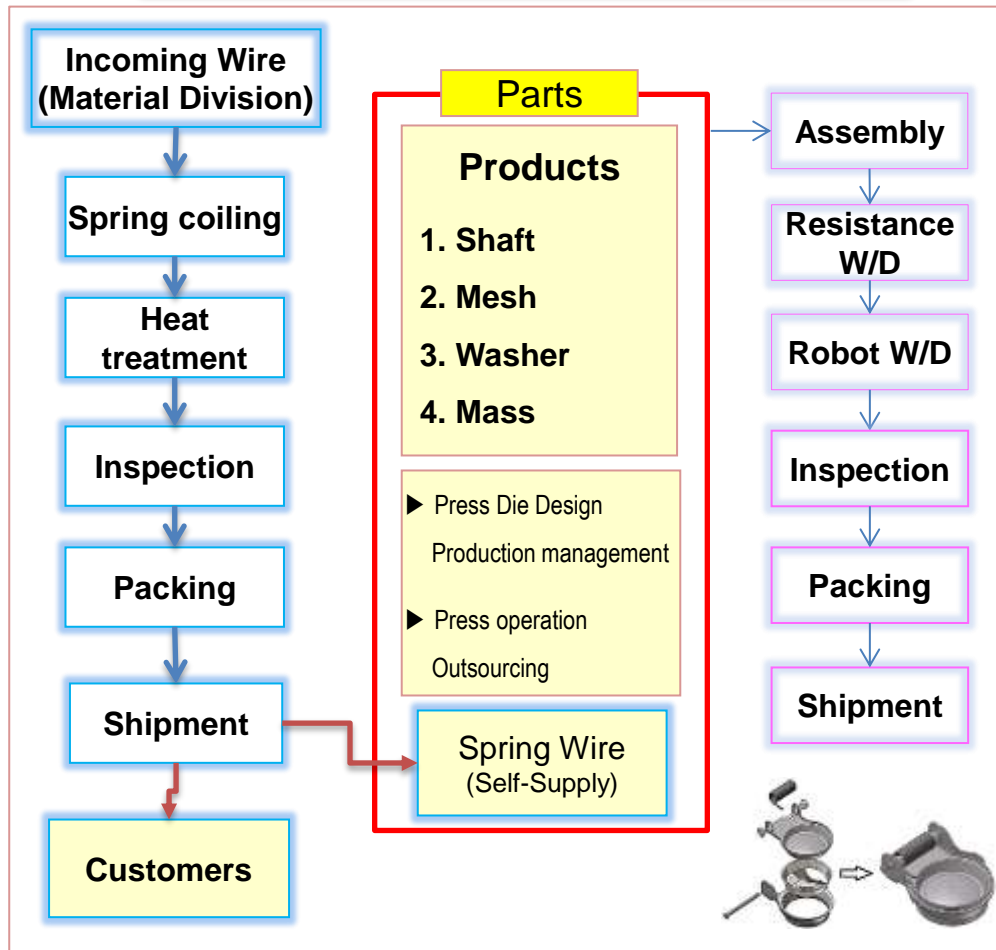 Incoming Wire
(Material Division)
Spring coiling
Heat
treatment
Inspection
Packing
Shipment
Customers
Parts
Products
1. Shaft
2. Mesh
3. Washer
4. Mass
▶ Press Die Design
Production management
▶ Press operation
Outsourcing
Spring Wire
(Self-Supply)
Assembly
Resistance
W/D
Robot W/D
Inspection
Packing
Shipment